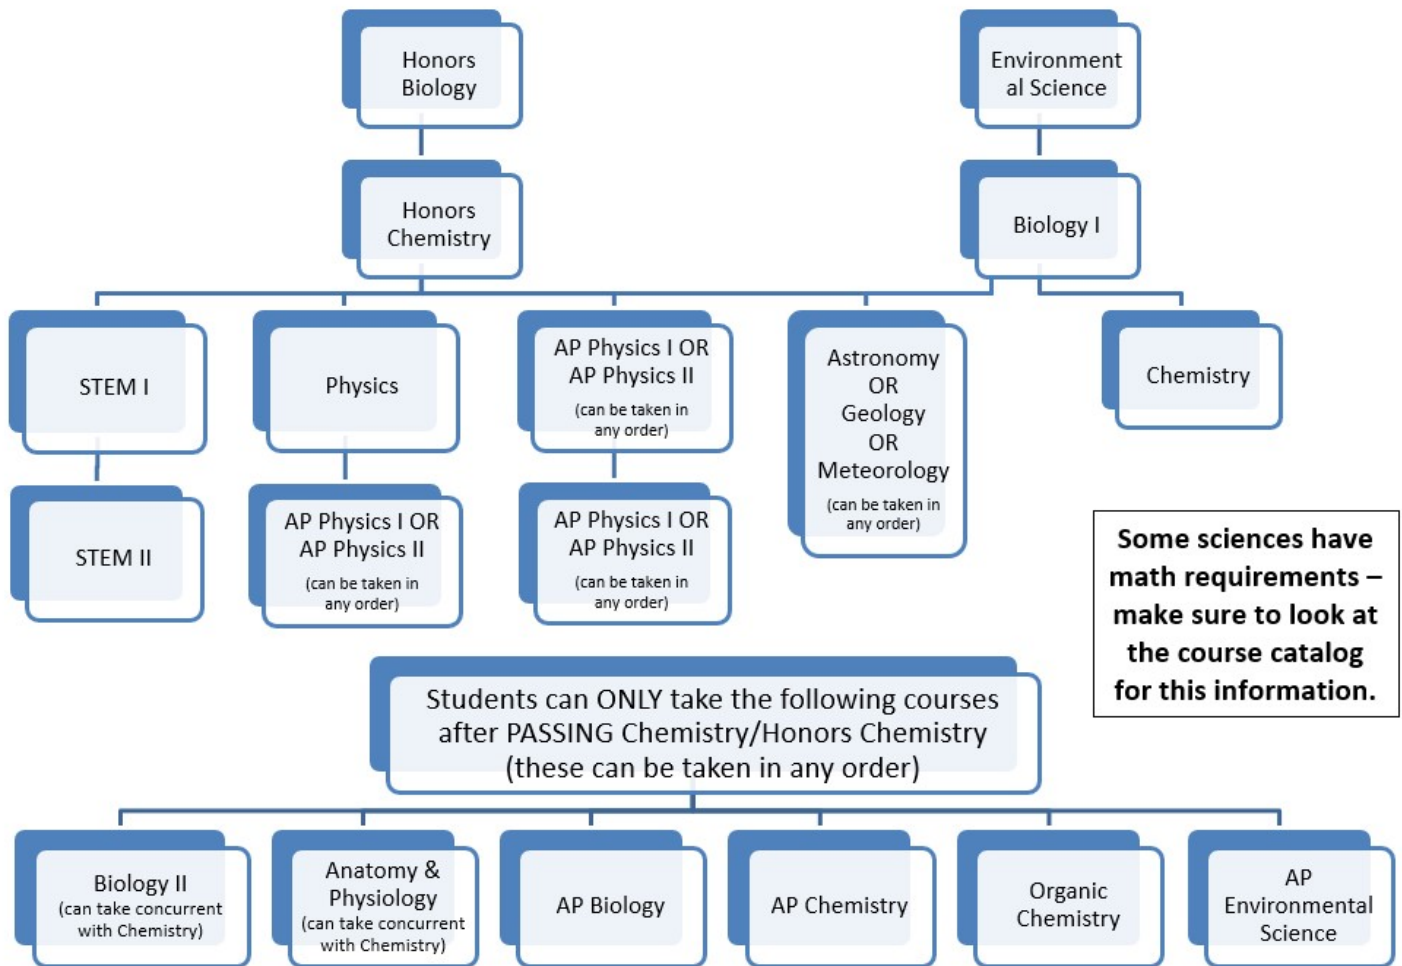 Honors
Biology
Environment
al Science
Honors
Chemistry
Biology I
STEM I
Physics
AP Physics I OR
AP Physics II
(can be taken in
any order)
Astronomy
OR
Geology
OR
Meteorology
(can be taken in
any order)
Chemistry
STEM II
AP Physics I OR
AP Physics II
(can be taken in
any order)
AP Physics I OR
AP Physics II
(can be taken in
any order)
Some sciences have
math requirements –
make sure to look at
the course catalog
for this information.
Students can ONLY take the following courses
after PASSING Chemistry/Honors Chemistry
(these can be taken in any order)
Biology II
(can take concurrent
with Chemistry)
Anatomy &
Physiology
(can take concurrent
with Chemistry)
AP Biology
AP Chemistry
Organic
Chemistry
AP
Environmental
Science